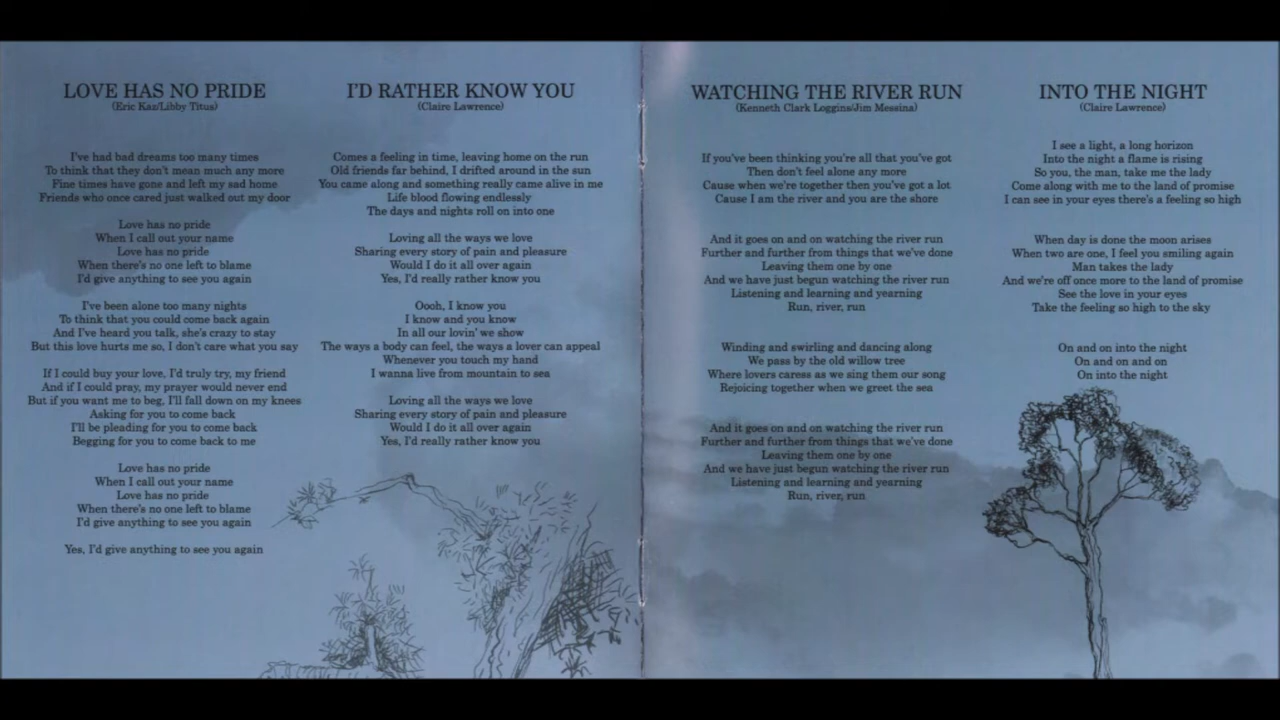 LOVE HAS NO PRIDE
(Eric Kaz/Libby Titus)
I've had bad dreams too many times
To think that they don't mean much any more
Fine times have gone and left my sad home
Friends who once cared just walked out my door
Love has no pride
When I call out your name
Love has no pride
When there's no one left to blame
I'd give anything to see you again
I've been alone too many nights
To think that you could come back again
And I've heard you talk, she's crazy to stay
But this love hurts me so, I don't care what you say
If I could buy your love, I'd truly try, my friend
And if I could pray, my prayer would never end
But if you want me to beg, I'll fall down on my knees
Asking for you to come back
I'll be pleading for you to come back
Begging for you to come back to me
Love has no pride
When I call out your name
Love has no pride
When there's no one left to blame
I'd give anything to see you again
Yes, I'd give anything to see you again
I'D RATHER KNOW YOU
(Claire Lawrence)
Comes a feeling in time, leaving home on the run
Old friends far behind, I drifted around in the sun
You came along and something really came alive in me
Life blood flowing endlessly
The days and nights roll on into one
Loving all the ways we love
Sharing every story of pain and pleasure
Would I do it all over again
Yes, I'd really rather know you
Oooh, I know you
I know and you know
In all our lovin' we show
The ways a body can feel, the ways a lover can appeal
Whenever you touch my hand
I wanna live from mountain to sea
Loving all the ways we love
Sharing every story of pain and pleasure
Would I do it all over again
Yes, I'd really rather know you
WATCHING THE RIVER RUN
(Kenneth Clark Loggins/Jim Messina)
If you've been thinking you're all that you've got
Then don't feel alone any more
Cause when we're together then you've got a lot
Cause I am the river and you are the shore
And it goes on and on watching the river run
Further and further from things that we've done
Leaving them one by one
And we have just begun watching the river run
Listening and learning and yearning
Run, river, run
Winding and swirling and dancing along
We pass by the old willow tree
Where lovers caress as we sing them our song
Rejoicing together when we greet the sea
And it goes on and on watching the river run
Further and further from things that we've done
Leaving them one by one
And we have just begun watching the river run
Listening and learning and yearning
Run, river, run
INTO THE NIGHT
(Claire Lawrence)
I see a light, a long horizon
Into the night a flame is rising
So you, the man, take me the lady
Come along with me to the land of promise
I can see in your eyes there's a feeling so high
When day is done the moon arises
When two are one, I feel you smiling again
Man takes the lady
And we're off once more to the land of promise
See the love in your eyes
Take the feeling so high to the sky
On and on into the night
On and on and on
On into the night